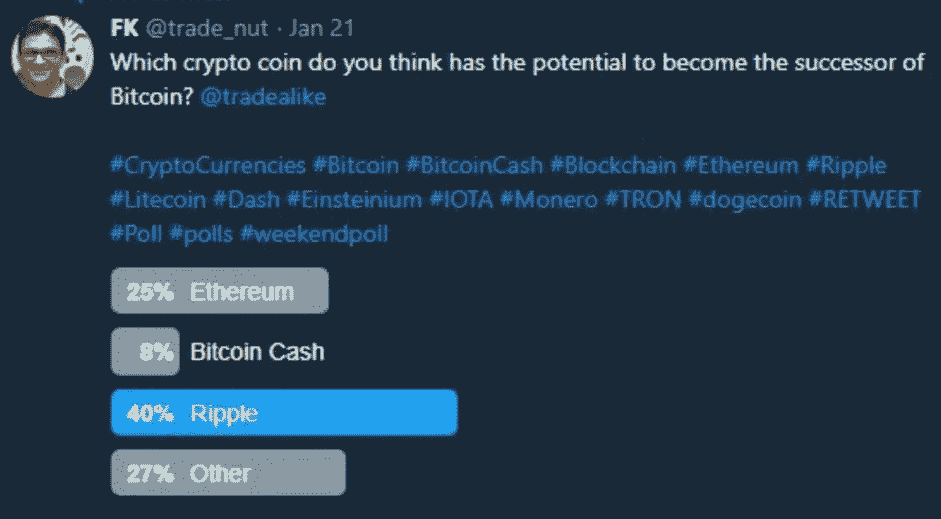 FK @trade_nut · Jan 21
Which crypto coin do you think has the potential to become the successor of
Bitcoin? @tradealike
#CryptoCurrencies #Bitcoin #BitcoinCash #Blockchain #Ethereum #Ripple
#Litecoin #Dash #Einsteinium #IOTA #Monero #TRON #dogecoin #RETWEET
#Poll #polls #weekendpoll
25% Ethereum
8% Bitcoin Cash
40% Ripple
27% Other